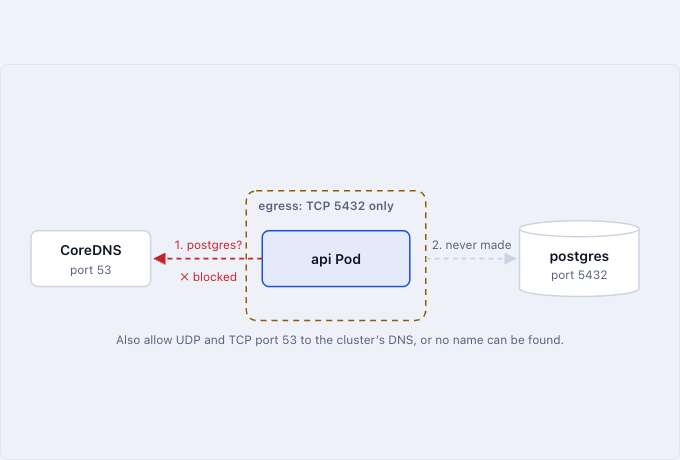 egress: TCP 5432 only
CoreDNS
port 53
1. postgres?
✕ blocked
api Pod
2. never made
postgres
port 5432
Also allow UDP and TCP port 53 to the cluster's DNS, or no name can be found.